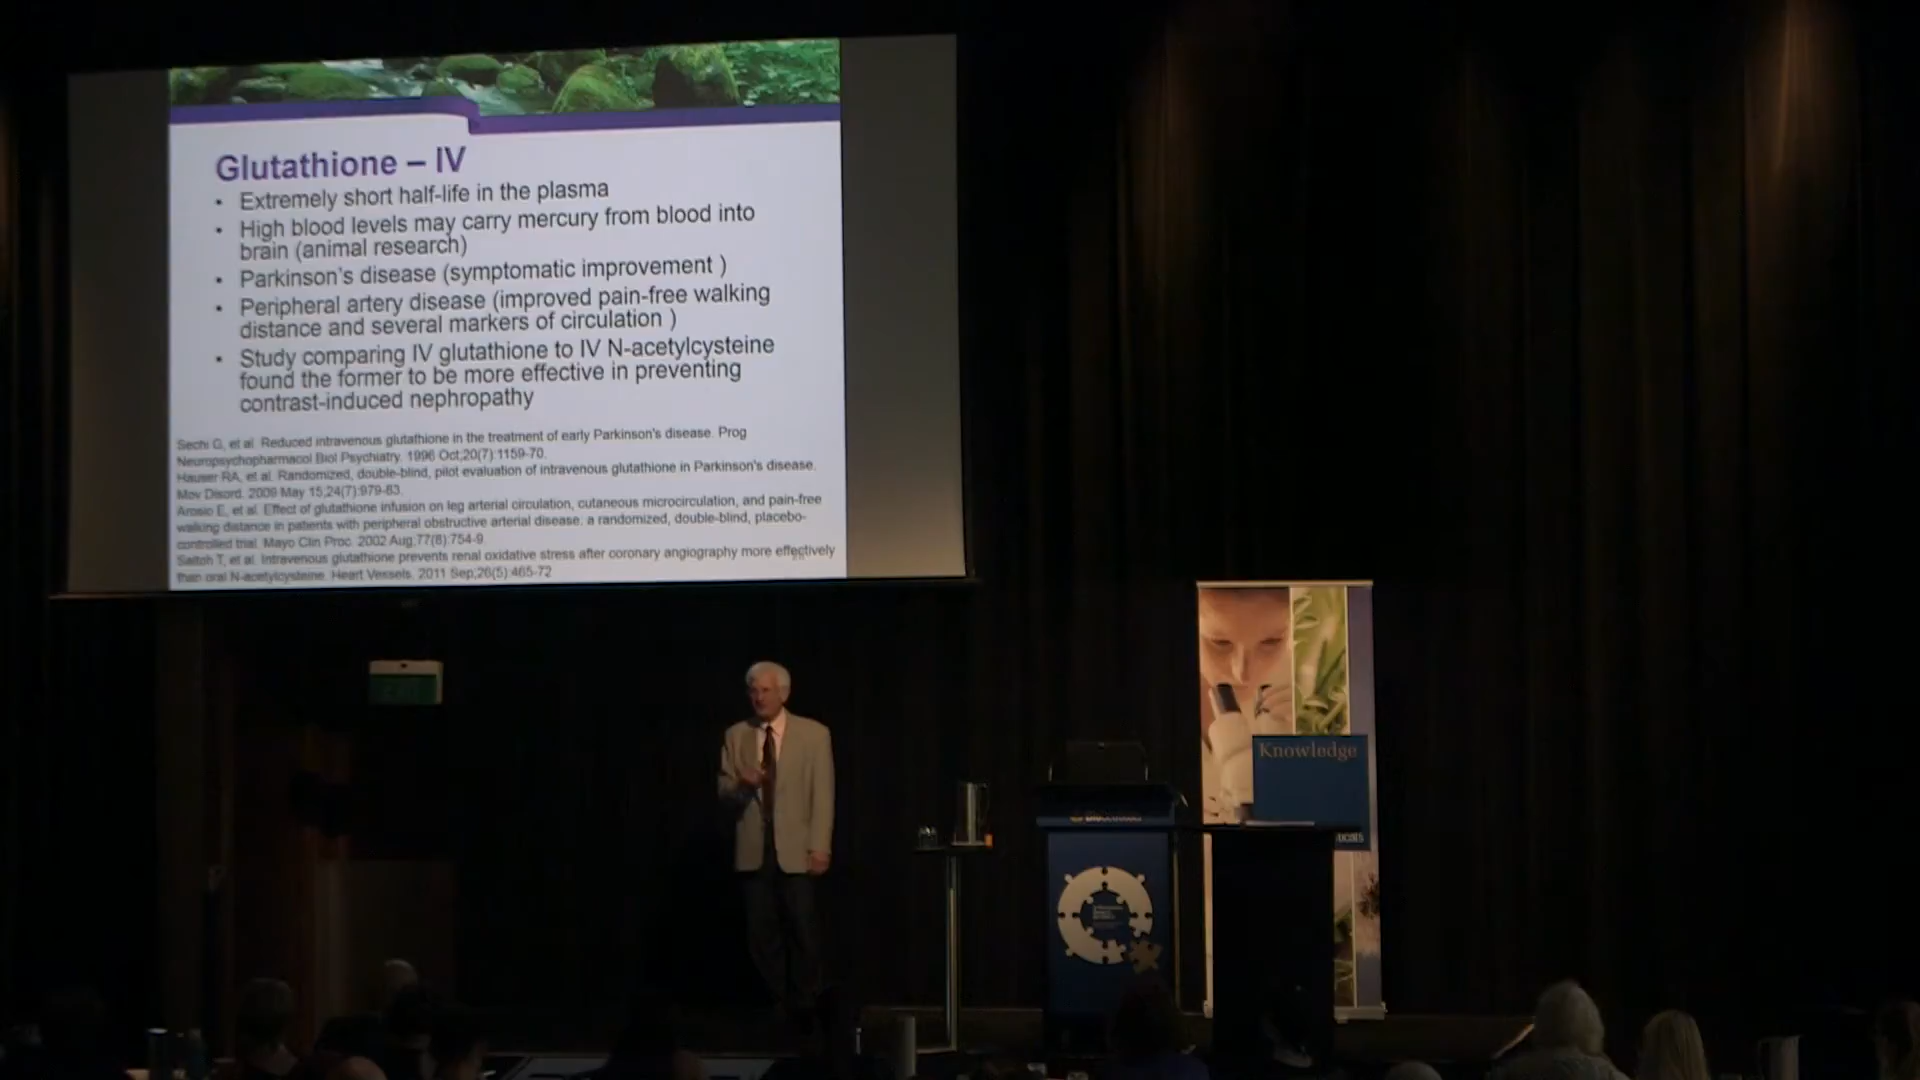 Glutathione – IV
• Extremely short half-life in the plasma
• High blood levels may carry mercury from blood into
brain (animal research)
• Parkinson's disease (symptomatic improvement )
• Peripheral artery disease (improved pain-free walking
distance and several markers of circulation )
• Study comparing IV glutathione to IV N-acetylcysteine
found the former to be more effective in preventing
contrast-induced nephropathy
Sechi G, et al. Reduced intravenous glutathione in the treatment of early Parkinson's disease. Prog
Neuropsychopharmacol Biol Psychiatry. 1996 Oct;20(7):1159-70.
Hauser RA, et al. Randomized, double-blind, pilot evaluation of intravenous glutathione in Parkinson's disease.
Mov Disord. 2009 May 15;24(7):979-83.
Arosio E, et al. Effect of glutathione infusion on leg arterial circulation, cutaneous microcirculation, and pain-free
walking distance in patients with peripheral obstructive arterial disease: a randomized, double-blind, placebo-
controlled trial. Mayo Clin Proc. 2002 Aug;77(8):754-9.
Saitoh T, et al. Intravenous glutathione prevents renal oxidative stress after coronary angiography more effectively
than oral N-acetylcysteine. Heart Vessels. 2011 Sep;26(5):465-72
Knowledge